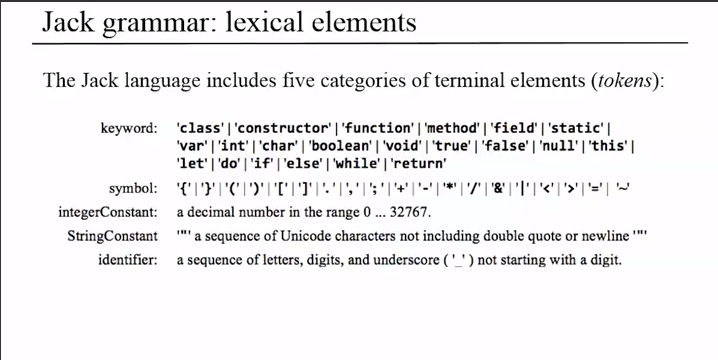 Jack grammar: lexical elements
The Jack language includes five categories of terminal elements (tokens):
keyword: 'class'|'constructor'|'function'|'method'|'field'|'static'|
'var'|'int'|'char'|'boolean'|'void'|'true'|'false'|'null'|'this'|
'let'|'do'|'if'|'else'|'while'|'return'
symbol: '{'|'}'|'('|')'|'['|']'|'.'|','|';'|'+'|'-'|'*'|'/'|'&'|'|'|'<'|'>'|'='|'~'
integerConstant: a decimal number in the range 0 ... 32767.
StringConstant '"' a sequence of Unicode characters not including double quote or newline '"'
identifier: a sequence of letters, digits, and underscore ( '_' ) not starting with a digit.